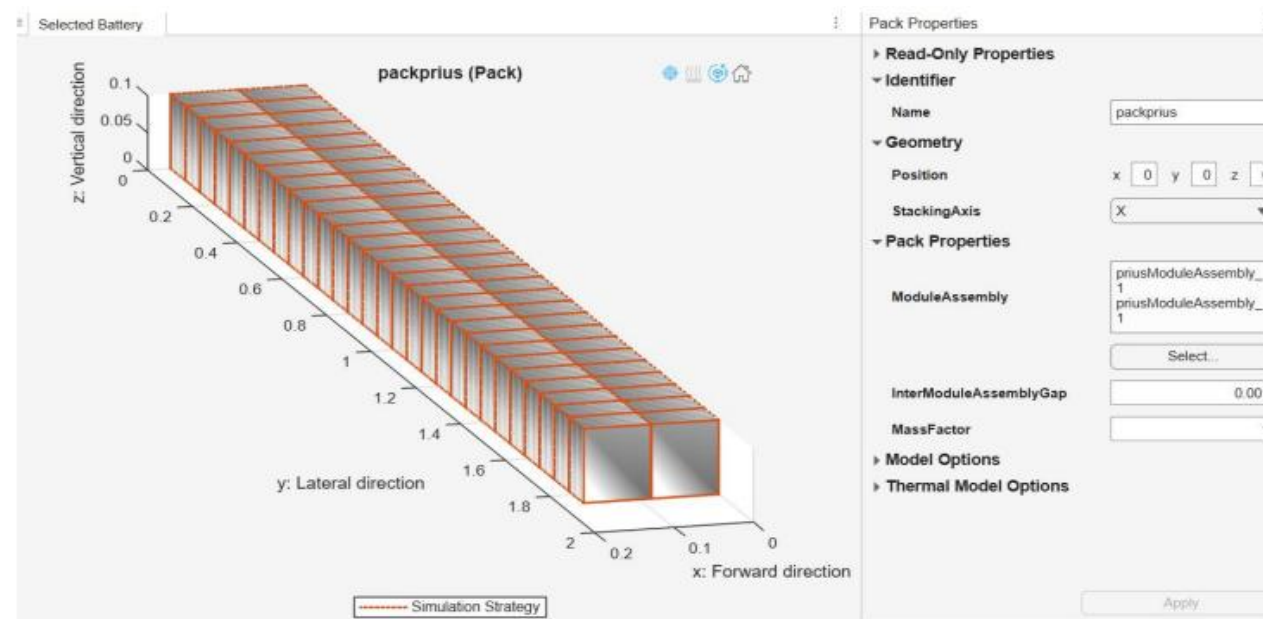 Selected Battery
packprius (Pack)
z: Vertical direction
0.1
0.05
0
0
0.2
0.4
0.6
0.8
1
1.2
1.4
1.6
1.8
2
y: Lateral direction
0.2
0.1
0
x: Forward direction
Simulation Strategy
Pack Properties
Read-Only Properties
Identifier
Name packprius
Geometry
Position x 0 y 0 z
StackingAxis X
Pack Properties
ModuleAssembly
priusModuleAssembly_
1
priusModuleAssembly_
1
Select...
InterModuleAssemblyGap 0.00
MassFactor
Model Options
Thermal Model Options
Apply